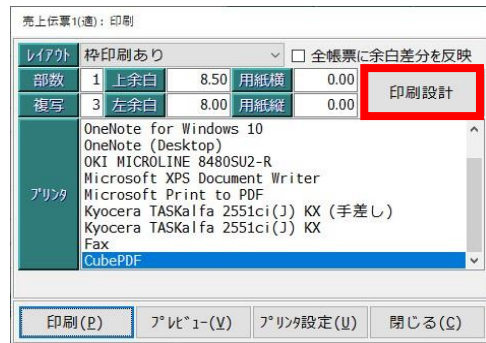 売上伝票1(適): 印刷
ﾚｲｱｳﾄ 枠印刷あり 全帳票に余白差分を反映
部数 1 上余白 8.50 用紙横 0.00 印刷設計
複写 3 左余白 8.00 用紙縦 0.00
ﾌﾟﾘﾝﾀ
OneNote for Windows 10
OneNote (Desktop)
OKI MICROLINE 8480SU2-R
Microsoft XPS Document Writer
Microsoft Print to PDF
Kyocera TASKalfa 2551ci(J) KX (手差し)
Kyocera TASKalfa 2551ci(J) KX
Fax
CubePDF
印刷(P) ﾌﾟﾚﾋﾞｭｰ(V) ﾌﾟﾘﾝﾀ設定(U) 閉じる(C)